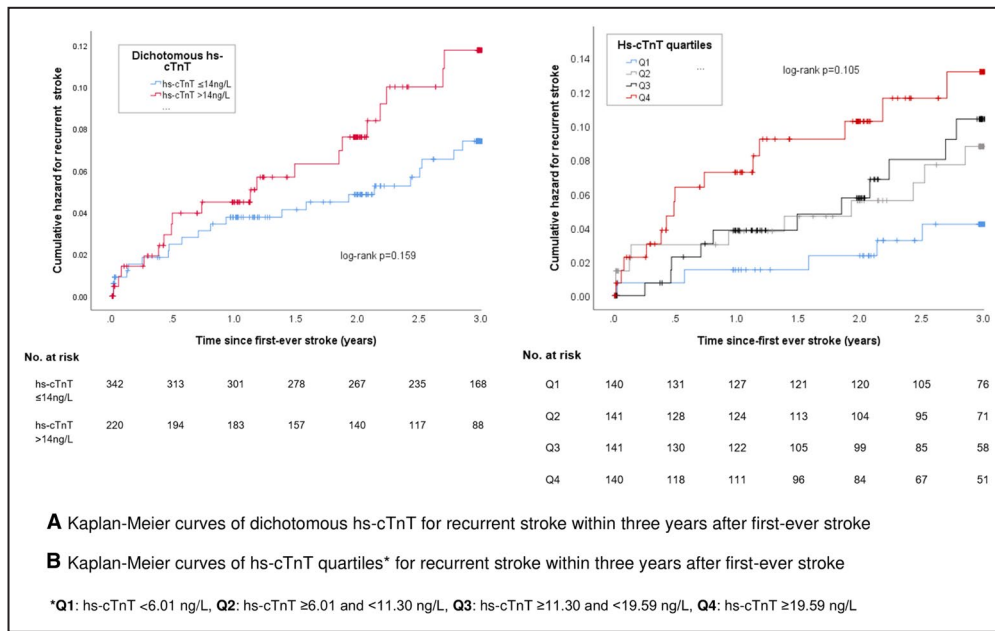 Dichotomous hs-
cTnT
hs-cTnT ≤14ng/L
hs-cTnT >14ng/L
...
Cumulative hazard for recurrent stroke
0.12
0.10
0.08
0.06
0.04
0.02
0.00
log-rank p=0.159
.0 .5 1.0 1.5 2.0 2.5 3.0
Time since first-ever stroke (years)
No. at risk
hs-cTnT
≤14ng/L 342 313 301 278 267 235 168
hs-cTnT
>14ng/L 220 194 183 157 140 117 88
Hs-cTnT quartiles
Q1
Q2
Q3
Q4
...
log-rank p=0.105
Cumulative hazard for recurrent stroke
0.14
0.12
0.10
0.08
0.06
0.04
0.02
0.00
.0 .5 1.0 1.5 2.0 2.5 3.0
Time since-first ever stroke (years)
No. at risk
Q1 140 131 127 121 120 105 76
Q2 141 128 124 113 104 95 71
Q3 141 130 122 105 99 85 58
Q4 140 118 111 96 84 67 51
A Kaplan-Meier curves of dichotomous hs-cTnT for recurrent stroke within three years after first-ever stroke
B Kaplan-Meier curves of hs-cTnT quartiles* for recurrent stroke within three years after first-ever stroke
*Q1: hs-cTnT <6.01 ng/L, Q2: hs-cTnT ≥6.01 and <11.30 ng/L, Q3: hs-cTnT ≥11.30 and <19.59 ng/L, Q4: hs-cTnT ≥19.59 ng/L